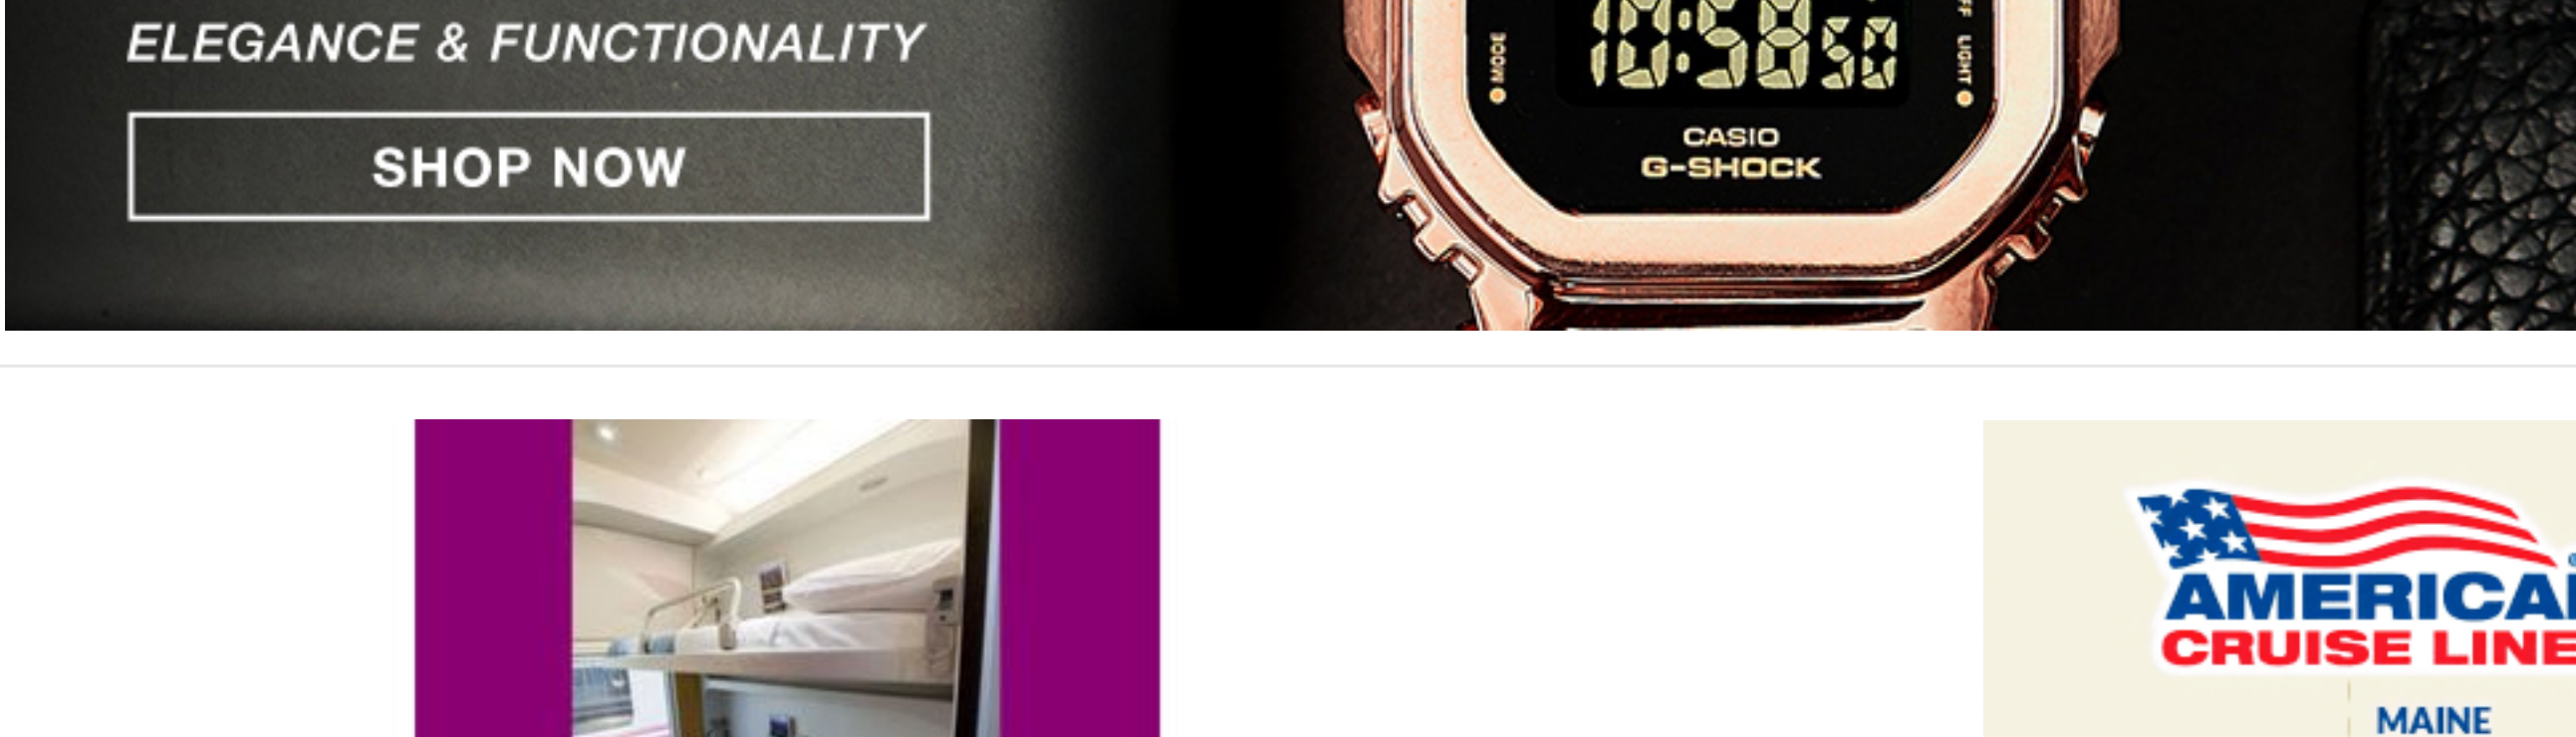 ELEGANCE & FUNCTIONALITY
SHOP NOW
10:58 50
MODE
LIGHT
CASIO
G-SHOCK
AMERICAN
CRUISE LINE
MAINE